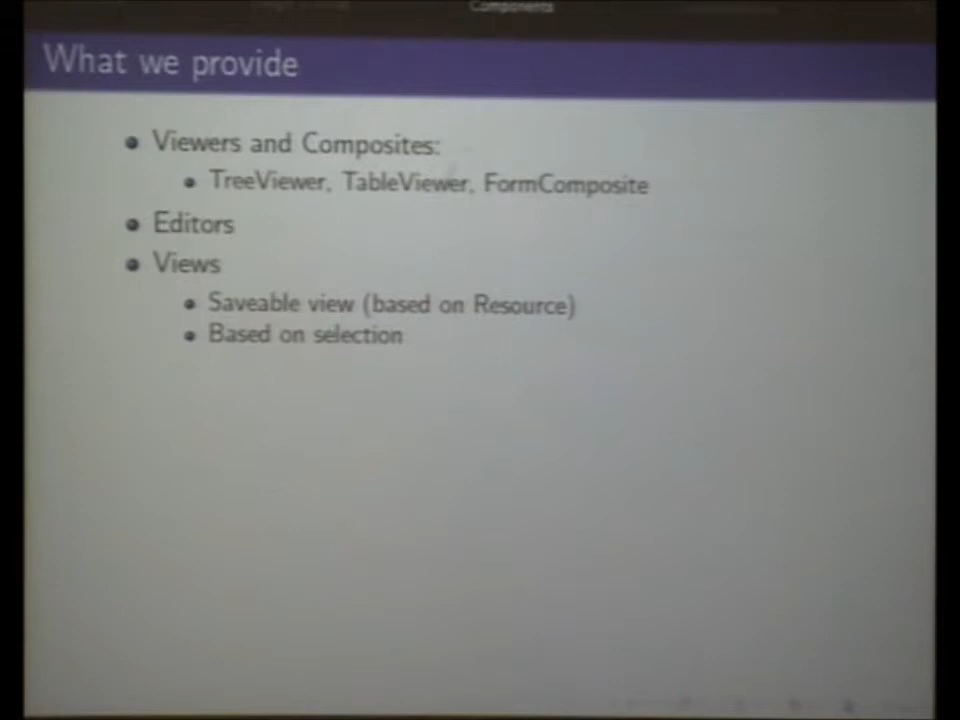 Components
What we provide
Viewers and Composites:
TreeViewer, TableViewer, FormComposite
Editors
Views
Saveable view (based on Resource)
Based on selection